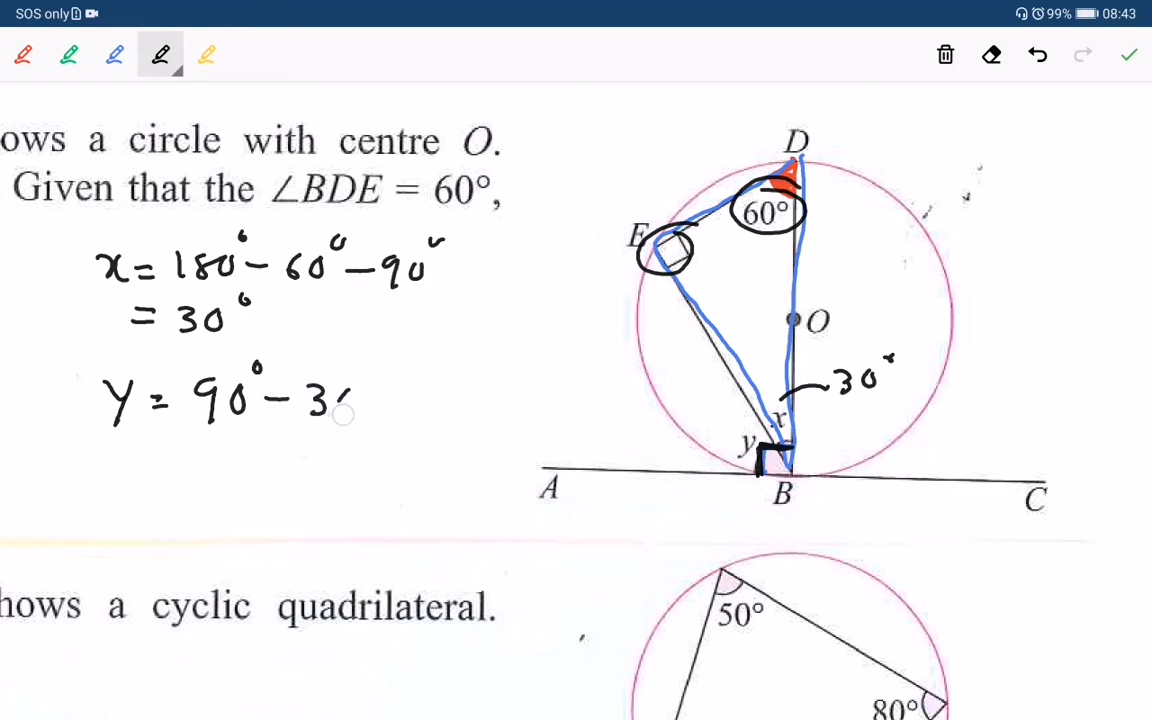 SOS only 99% 08:43
ows a circle with centre O.
Given that the ∠BDE = 60°,
x = 180° - 60° - 90°
= 30°
y = 90° - 3
D
60°
E
O
30°
x
y
A
B
C
hows a cyclic quadrilateral.
50°
80°